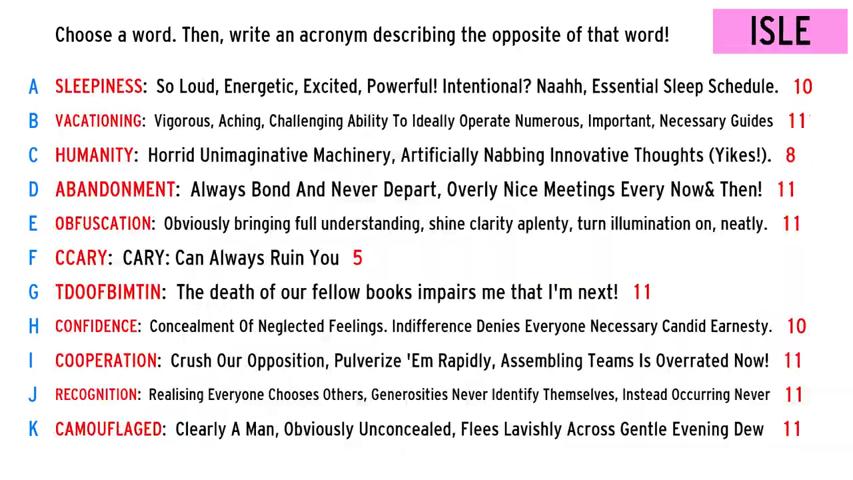 Choose a word. Then, write an acronym describing the opposite of that word!
ISLE
A SLEEPINESS: So Loud, Energetic, Excited, Powerful! Intentional? Naahh, Essential Sleep Schedule. 10
B VACATIONING: Vigorous, Aching, Challenging Ability To Ideally Operate Numerous, Important, Necessary Guides 11
C HUMANITY: Horrid Unimaginative Machinery, Artificially Nabbing Innovative Thoughts (Yikes!). 8
D ABANDONMENT: Always Bond And Never Depart, Overly Nice Meetings Every Now& Then! 11
E OBFUSCATION: Obviously bringing full understanding, shine clarity aplenty, turn illumination on, neatly. 11
F CCARY: CARY: Can Always Ruin You 5
G TDOOFBIMTIN: The death of our fellow books impairs me that I'm next! 11
H CONFIDENCE: Concealment Of Neglected Feelings. Indifference Denies Everyone Necessary Candid Earnesty. 10
I COOPERATION: Crush Our Opposition, Pulverize 'Em Rapidly, Assembling Teams Is Overrated Now! 11
J RECOGNITION: Realising Everyone Chooses Others, Generosities Never Identify Themselves, Instead Occurring Never 11
K CAMOUFLAGED: Clearly A Man, Obviously Unconcealed, Flees Lavishly Across Gentle Evening Dew 11